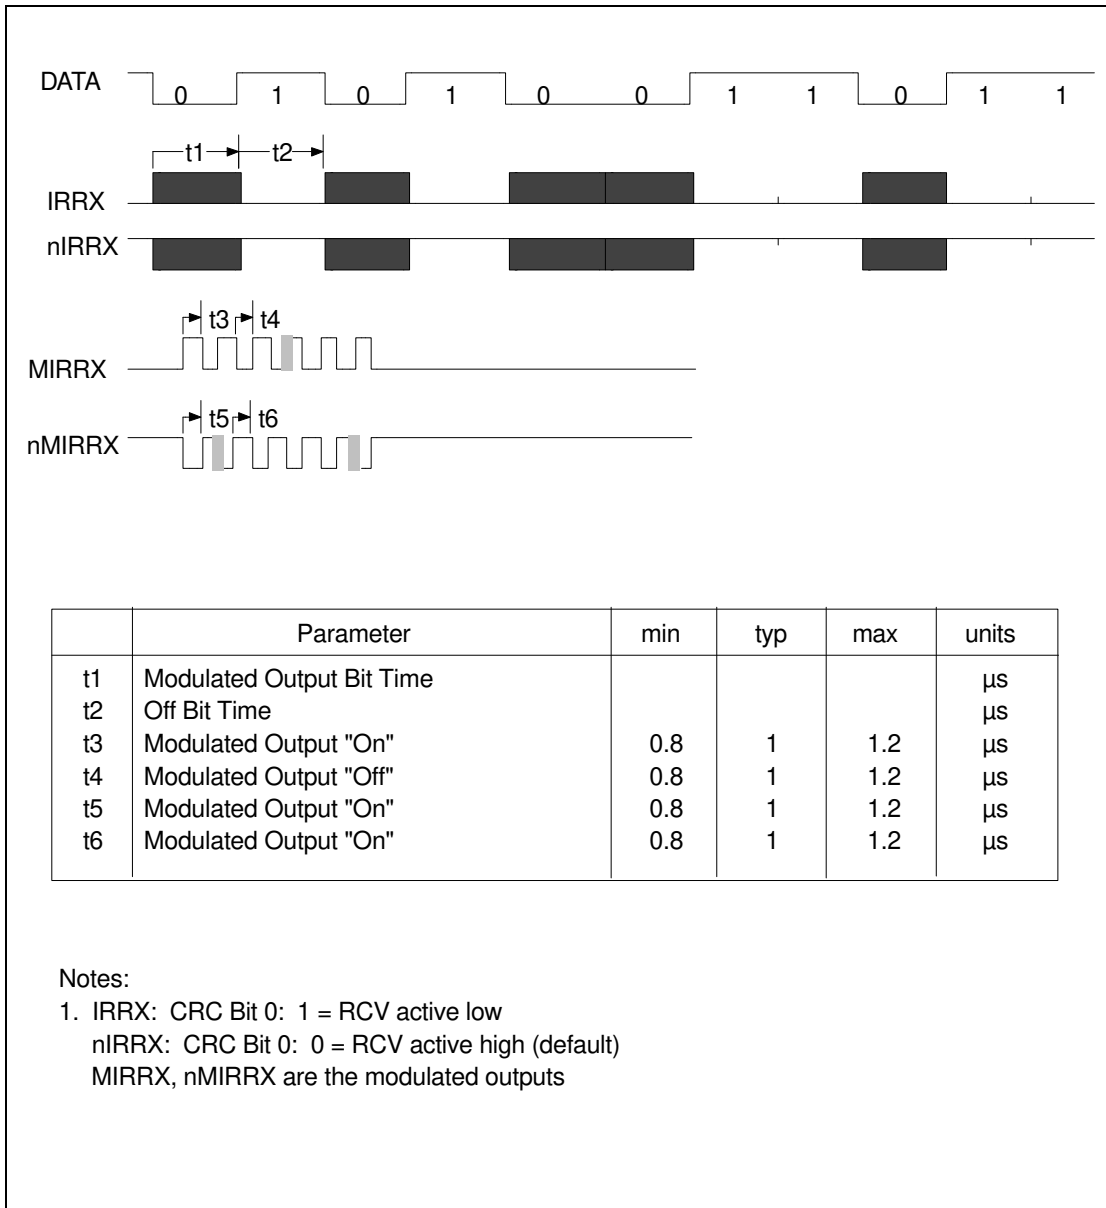 DATA 0 1 0 1 0 0 1 1 0 1 1
t1 t2
IRRX
nIRRX
t3 t4
MIRRX
t5 t6
nMIRRX
Parameter min typ max units
t1 Modulated Output Bit Time µs
t2 Off Bit Time µs
t3 Modulated Output "On" 0.8 1 1.2 µs
t4 Modulated Output "Off" 0.8 1 1.2 µs
t5 Modulated Output "On" 0.8 1 1.2 µs
t6 Modulated Output "On" 0.8 1 1.2 µs
Notes:
1. IRRX: CRC Bit 0: 1 = RCV active low
nIRRX: CRC Bit 0: 0 = RCV active high (default)
MIRRX, nMIRRX are the modulated outputs